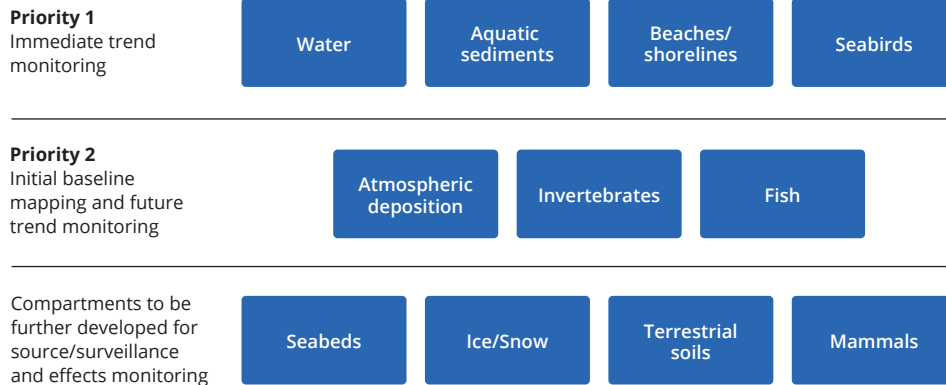 Priority 1
Immediate trend
monitoring
Water
Aquatic
sediments
Beaches/
shorelines
Seabirds
Priority 2
Initial baseline
mapping and future
trend monitoring
Atmospheric
deposition
Invertebrates
Fish
Compartments to be
further developed for
source/surveillance
and effects monitoring
Seabeds
Ice/Snow
Terrestrial
soils
Mammals